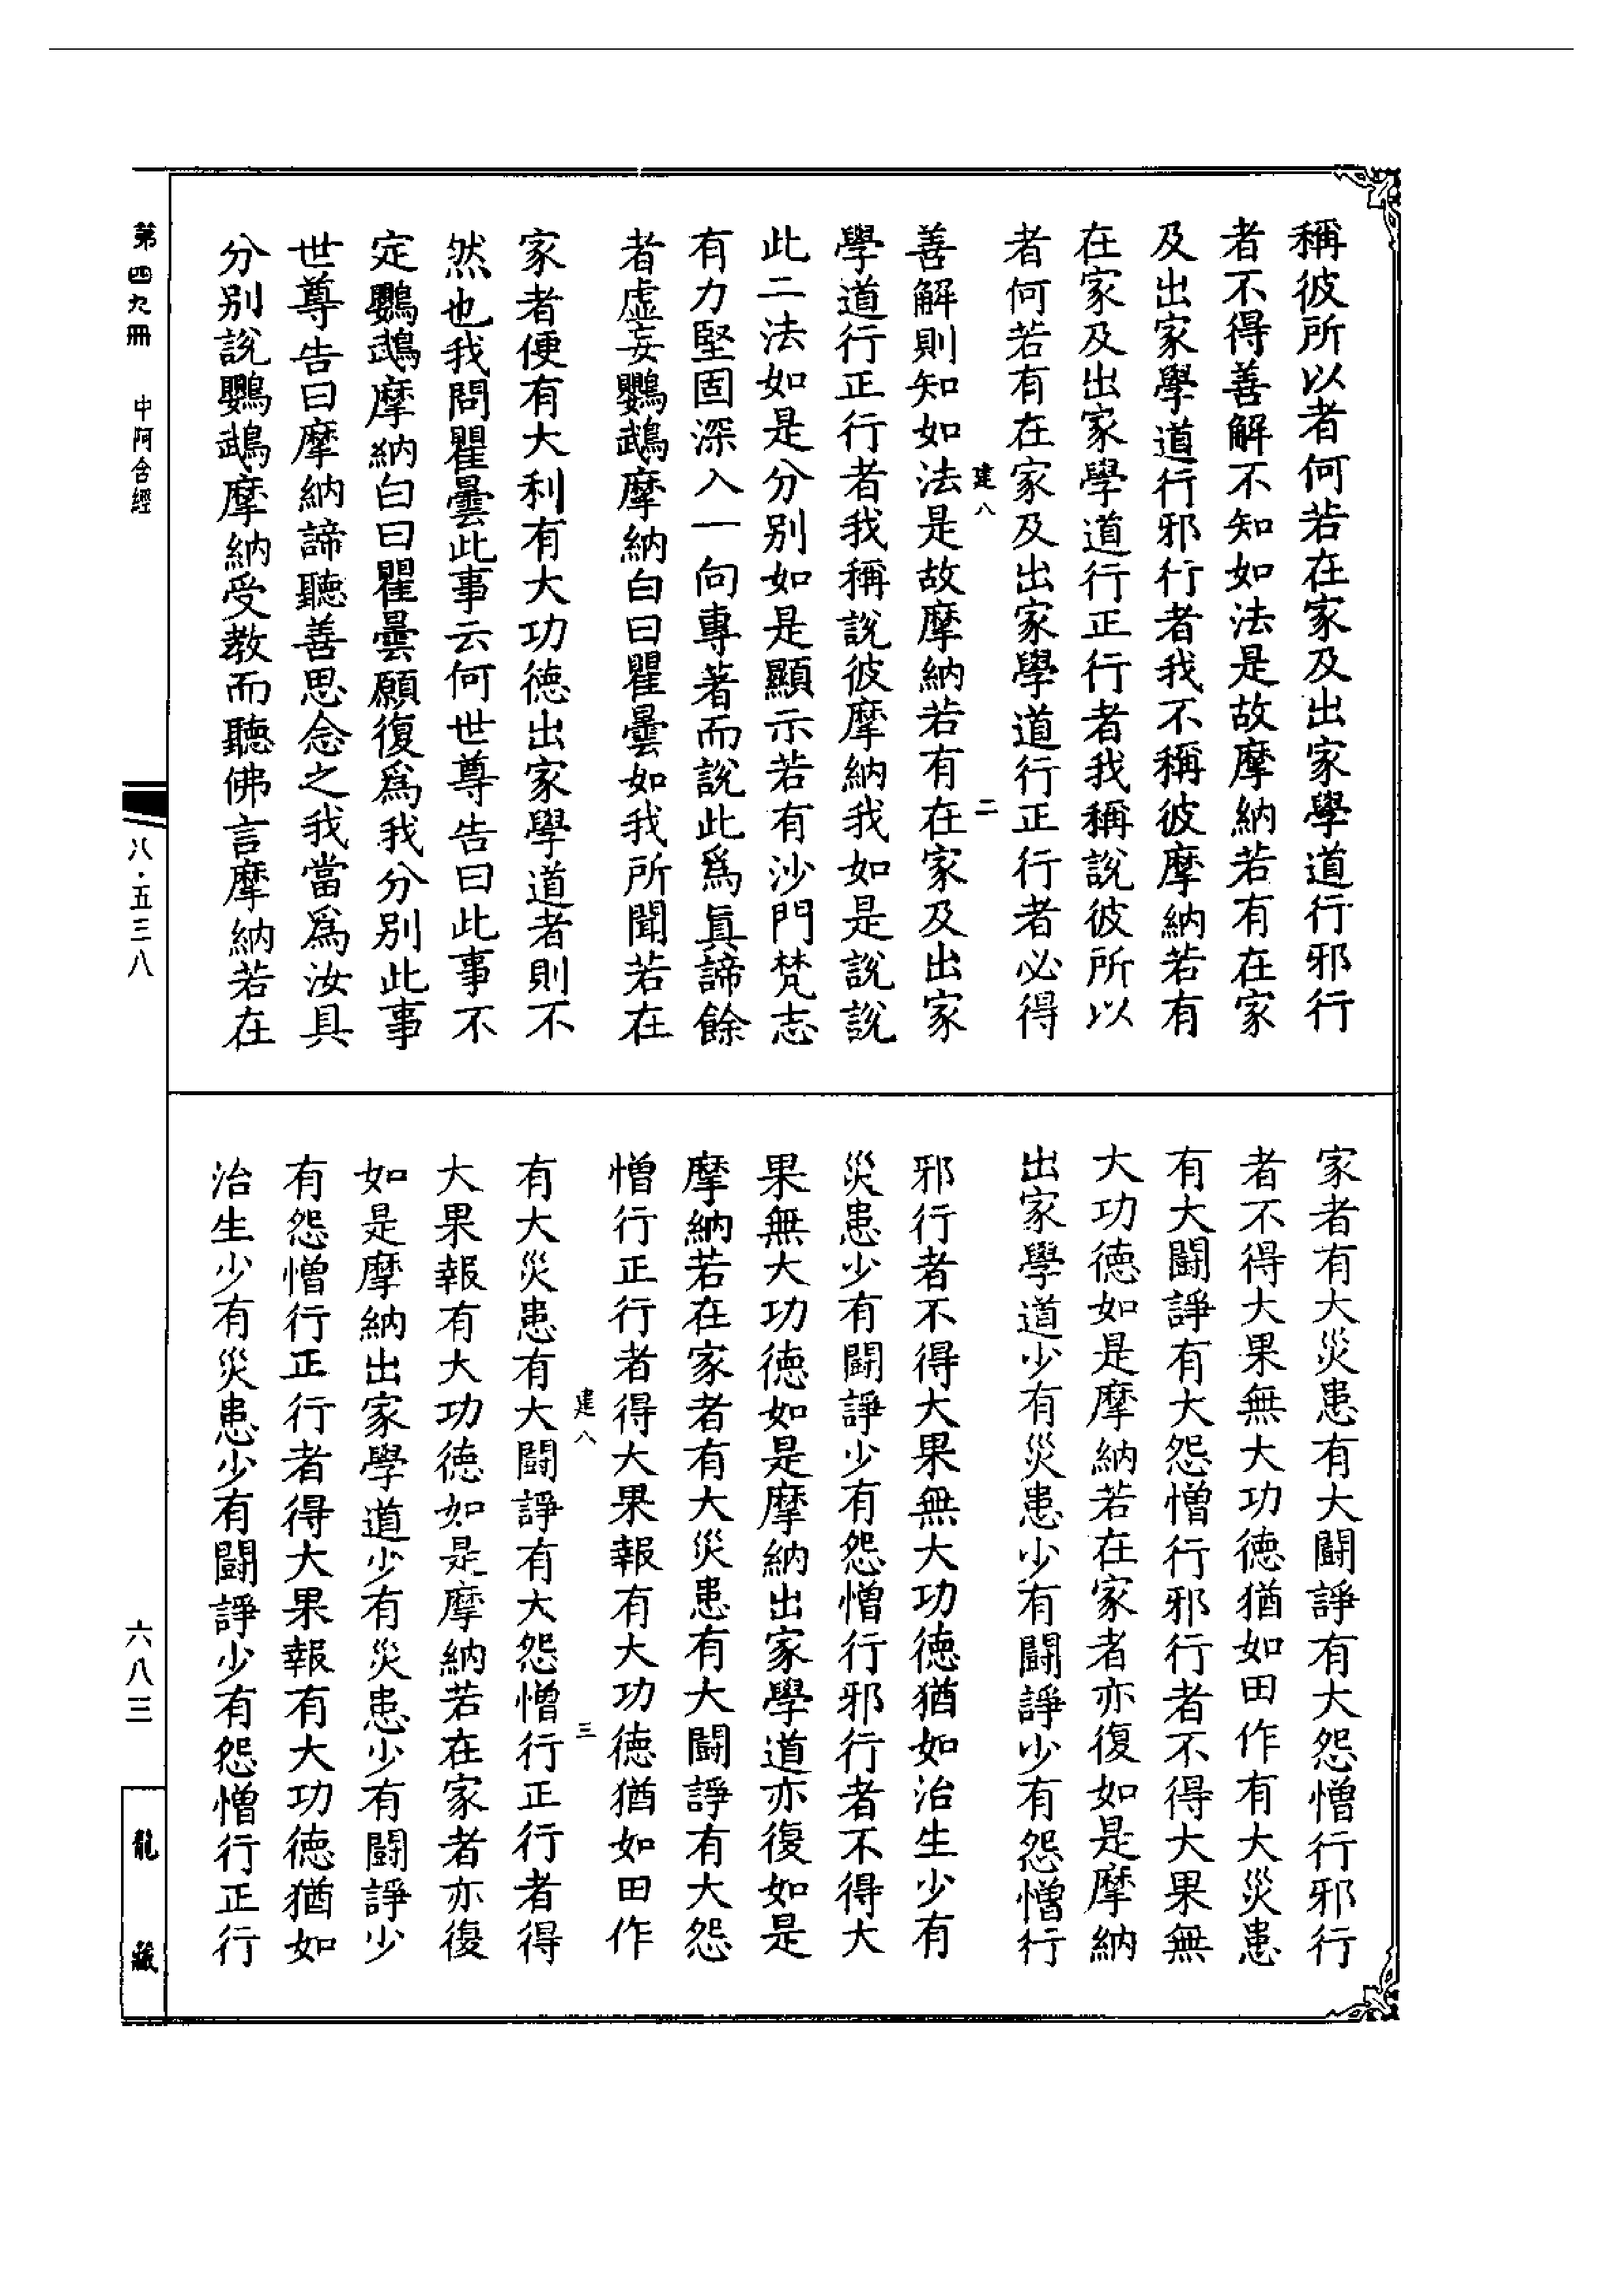 稱彼所以者何若在家及出家學道行邪行
者不得善解不知如法是故摩納若有在家
及出家學道行邪行者我不稱彼摩納若有
在家及出家學道行正行者我稱說彼所以
者何若有在家及出家學道行正行者必得
建八
二
善解則知如法是故摩納若有在家及出家
學道行正行者我稱說彼摩納我如是說說
此二法如是分別如是顯示若有沙門梵志
有力堅固深入一向專著而說此爲眞諦餘
者虛妄鸚鵡摩納白曰瞿曇如我所聞若在
家者便有大利有大功德出家學道者則不
然也我問瞿曇此事云何世尊告曰此事不
定鸚鵡摩納白曰瞿曇願復爲我分別此事
世尊告曰摩納諦聽善思念之我當爲汝具
分別說鸚鵡摩納受教而聽佛言摩納若在
家者有大災患有大鬪諍有大怨憎行邪行
者不得大果無大功德猶如田作有大災患
有大鬪諍有大怨憎行邪行者不得大果無
大功德如是摩納若在家者亦復如是摩納
出家學道少有災患少有鬪諍少有怨憎行
邪行者不得大果無大功德猶如治生少有
災患少有鬪諍少有怨憎行邪行者不得大
果無大功德如是摩納出家學道亦復如是
摩納若在家者有大災患有大鬪諍有大怨
憎行正行者得大果報有大功德猶如田作
建八
三
有大災患有大鬪諍有大怨憎行正行者得
大果報有大功德如是摩納若在家者亦復
如是摩納出家學道少有災患少有鬪諍少
有怨憎行正行者得大果報有大功德猶如
治生少有災患少有鬪諍少有怨憎行正行
第四九冊
中阿含經
八·五三八
六八三
龍藏